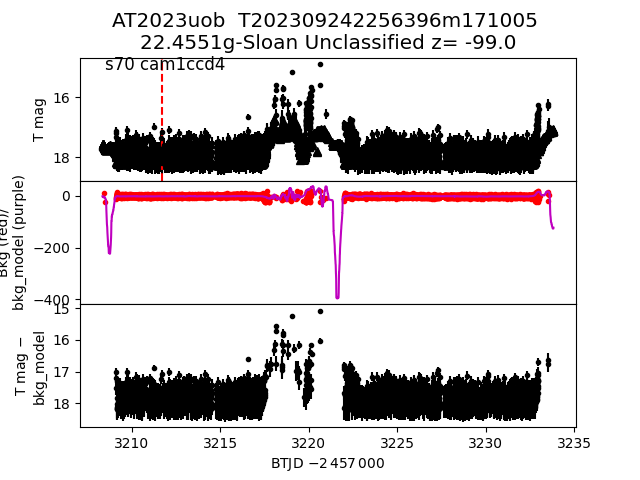 AT2023uob  T202309242256396m171005
22.4551g-Sloan Unclassified z= -99.0
s70 cam1ccd4
T mag
16
18
Bkg (red)/
bkg_model (purple)
0
−200
−400
T mag −
bkg_model
15
16
17
18
3210 3215 3220 3225 3230 3235
BTJD −2 457 000